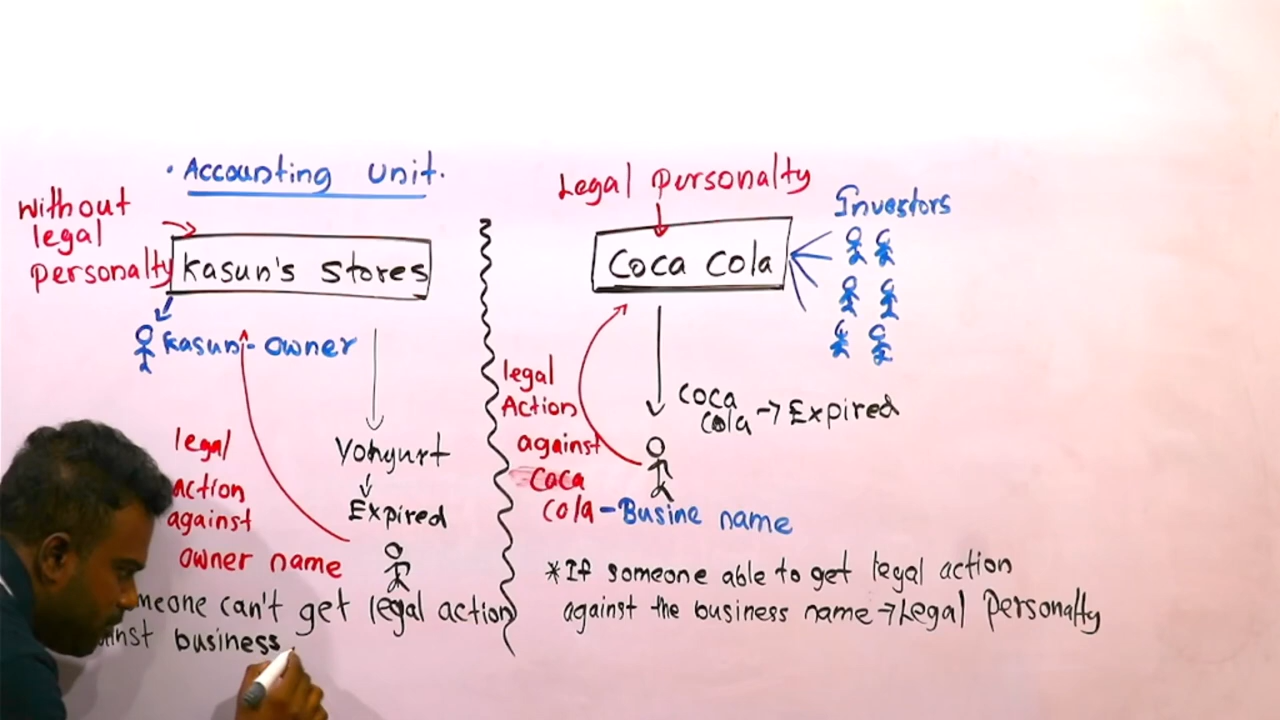 · Accounting unit.
without
legal
personalty
Kasun's Stores
Kasun - owner
Yohgurt
Expired
legal
action
against
owner name
meone can't get legal action
inst business
Legal personalty
Coca Cola
Investors
Coca
Cola → Expired
legal
Action
against
Coca
Cola - Busine name
*If someone able to get legal action
against the business name → Legal Personalty